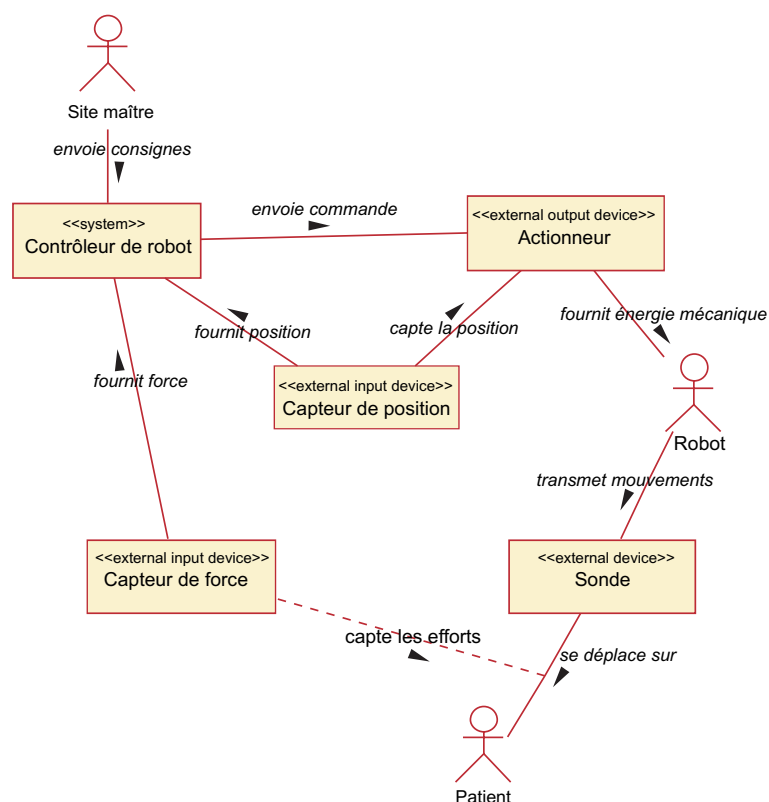 Site maître
envoie consignes
<<system>>
Contrôleur de robot
envoie commande
<<external output device>>
Actionneur
fournit position
capte la position
fournit énergie mécanique
<<external input device>>
Capteur de position
fournit force
Robot
transmet mouvements
<<external input device>>
Capteur de force
<<external device>>
Sonde
capte les efforts
se déplace sur
Patient